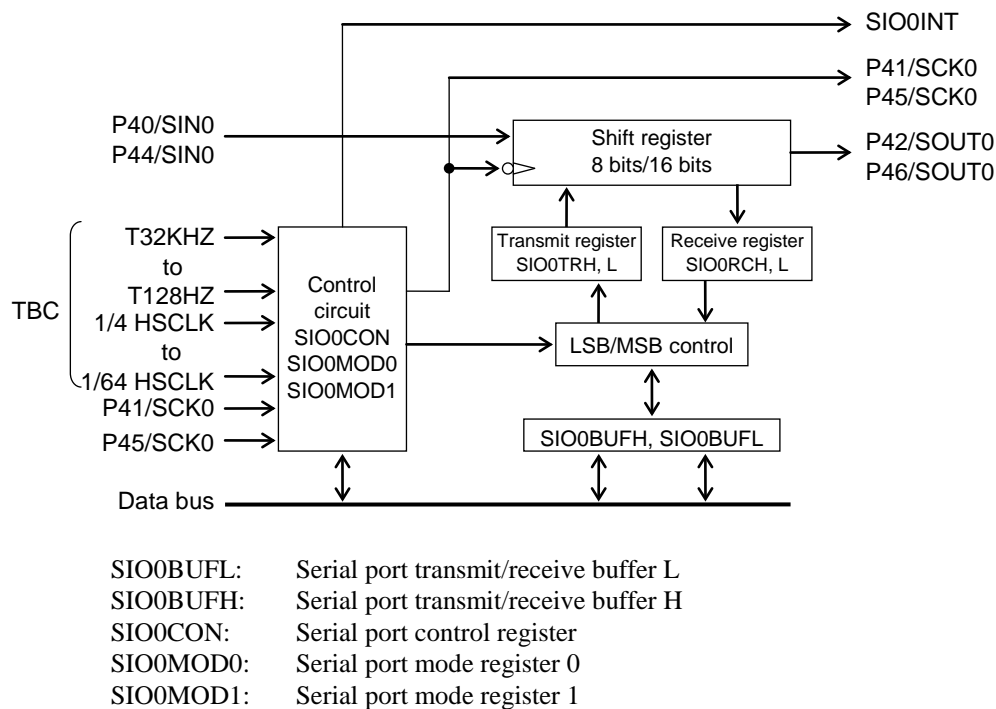 SIO0INT
P41/SCK0
P45/SCK0
P40/SIN0
P44/SIN0
Shift register
8 bits/16 bits
P42/SOUT0
P46/SOUT0
TBC
T32KHZ
to
T128HZ
1/4 HSCLK
to
1/64 HSCLK
P41/SCK0
P45/SCK0
Control
circuit
SIO0CON
SIO0MOD0
SIO0MOD1
Transmit register
SIO0TRH, L
Receive register
SIO0RCH, L
LSB/MSB control
SIO0BUFH, SIO0BUFL
Data bus
SIO0BUFL: Serial port transmit/receive buffer L
SIO0BUFH: Serial port transmit/receive buffer H
SIO0CON: Serial port control register
SIO0MOD0: Serial port mode register 0
SIO0MOD1: Serial port mode register 1